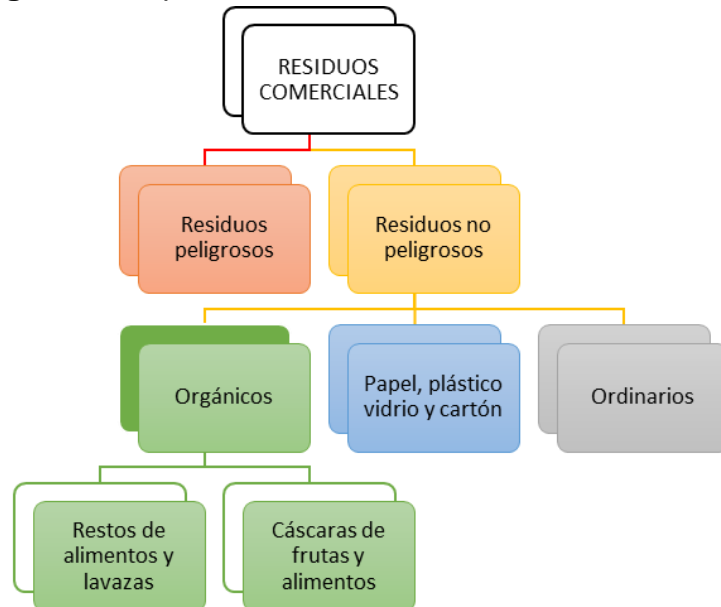 RESIDUOS
COMERCIALES
Residuos
peligrosos
Residuos no
peligrosos
Orgánicos
Papel, plástico
vidrio y cartón
Ordinarios
Restos de
alimentos y
lavazas
Cáscaras de
frutas y
alimentos